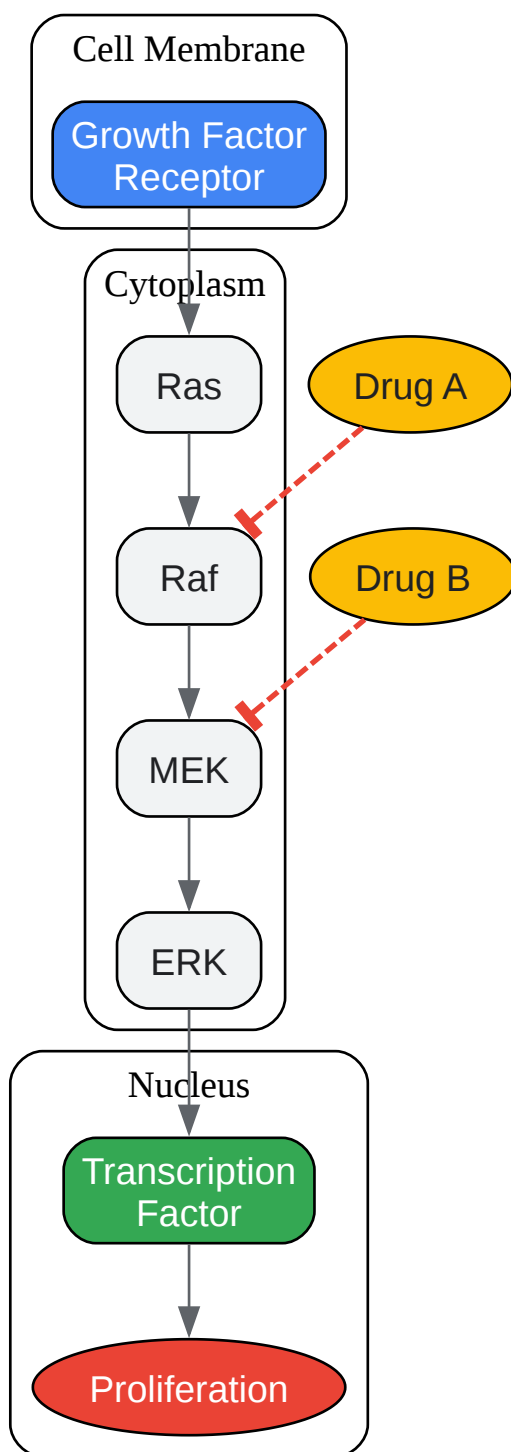 Cell Membrane
Growth Factor
Receptor
Cytoplasm
Ras
Drug A
Raf
Drug B
MEK
ERK
Nucleus
Transcription
Factor
Proliferation